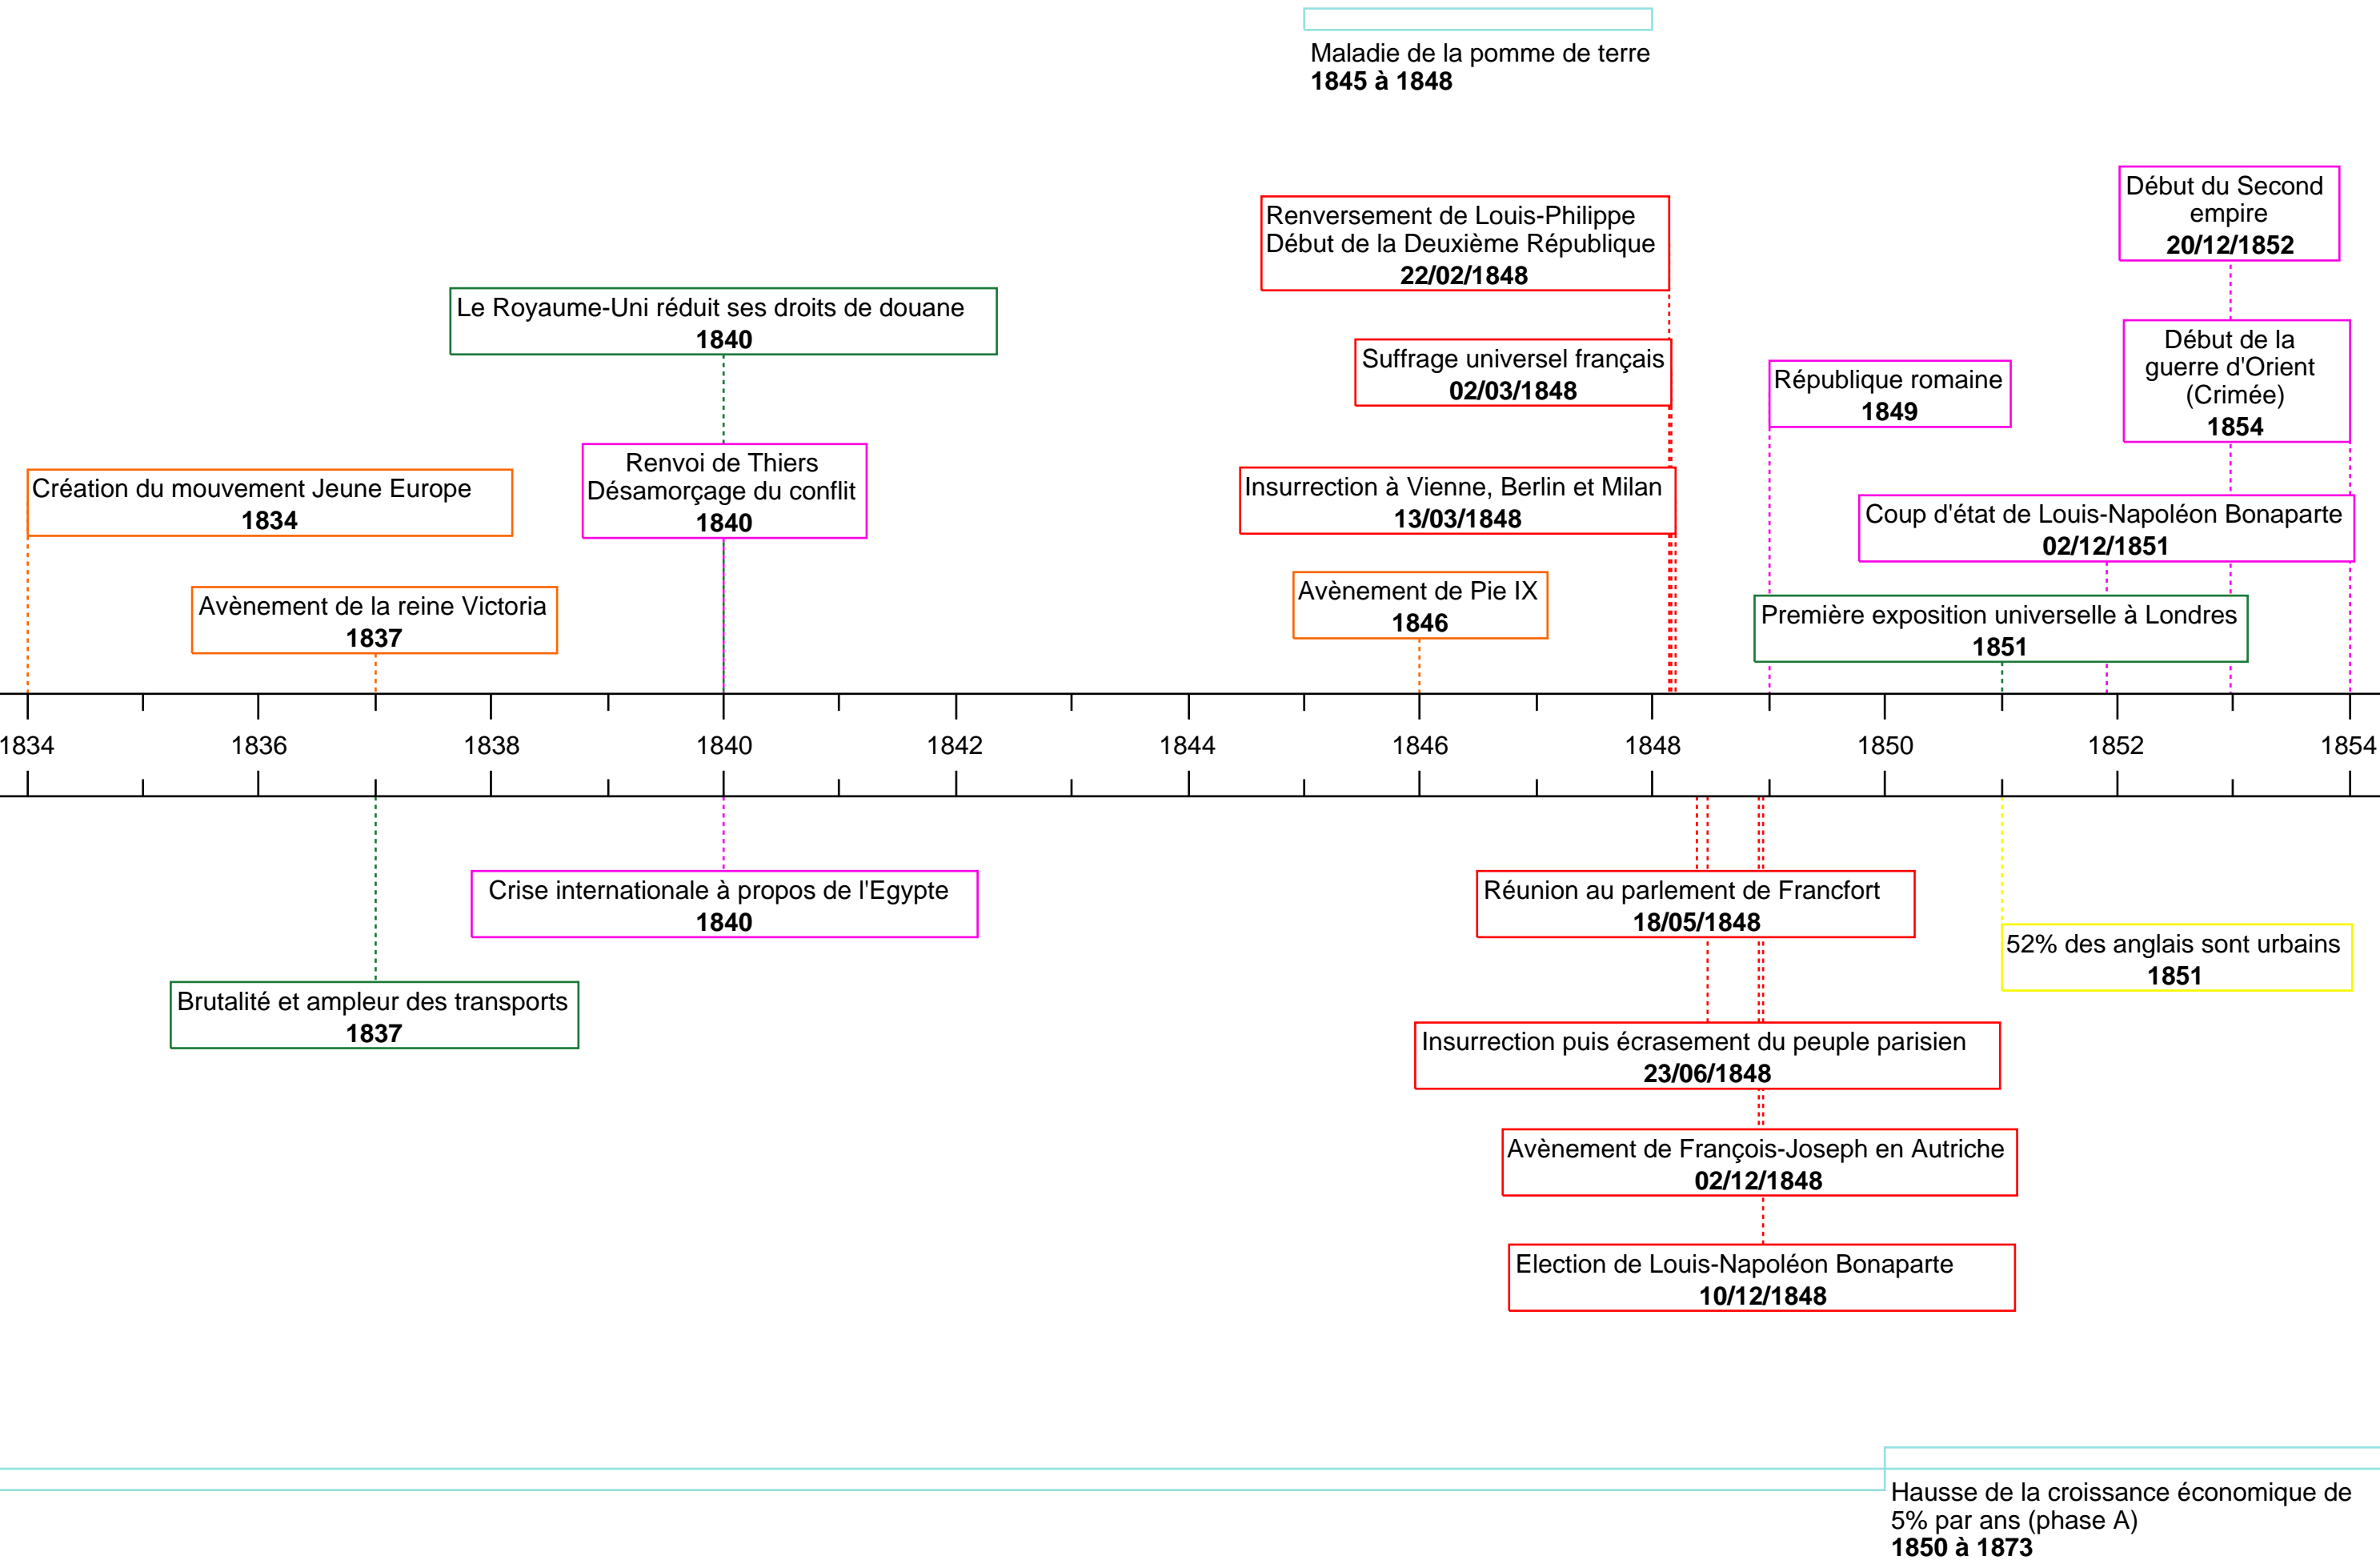 Maladie de la pomme de terre
1845 à 1848
Début du Second
empire
20/12/1852
Renversement de Louis-Philippe
Début de la Deuxième République
22/02/1848
Le Royaume-Uni réduit ses droits de douane
1840
Début de la
guerre d'Orient
(Crimée)
1854
Suffrage universel français
02/03/1848
République romaine
1849
Renvoi de Thiers
Désamorçage du conflit
1840
Création du mouvement Jeune Europe
1834
Insurrection à Vienne, Berlin et Milan
13/03/1848
Coup d'état de Louis-Napoléon Bonaparte
02/12/1851
Avènement de Pie IX
1846
Avènement de la reine Victoria
1837
Première exposition universelle à Londres
1851
1834 1836 1838 1840 1842 1844 1846 1848 1850 1852 1854
Crise internationale à propos de l'Egypte
1840
Réunion au parlement de Francfort
18/05/1848
52% des anglais sont urbains
1851
Brutalité et ampleur des transports
1837
Insurrection puis écrasement du peuple parisien
23/06/1848
Avènement de François-Joseph en Autriche
02/12/1848
Election de Louis-Napoléon Bonaparte
10/12/1848
Hausse de la croissance économique de
5% par ans (phase A)
1850 à 1873